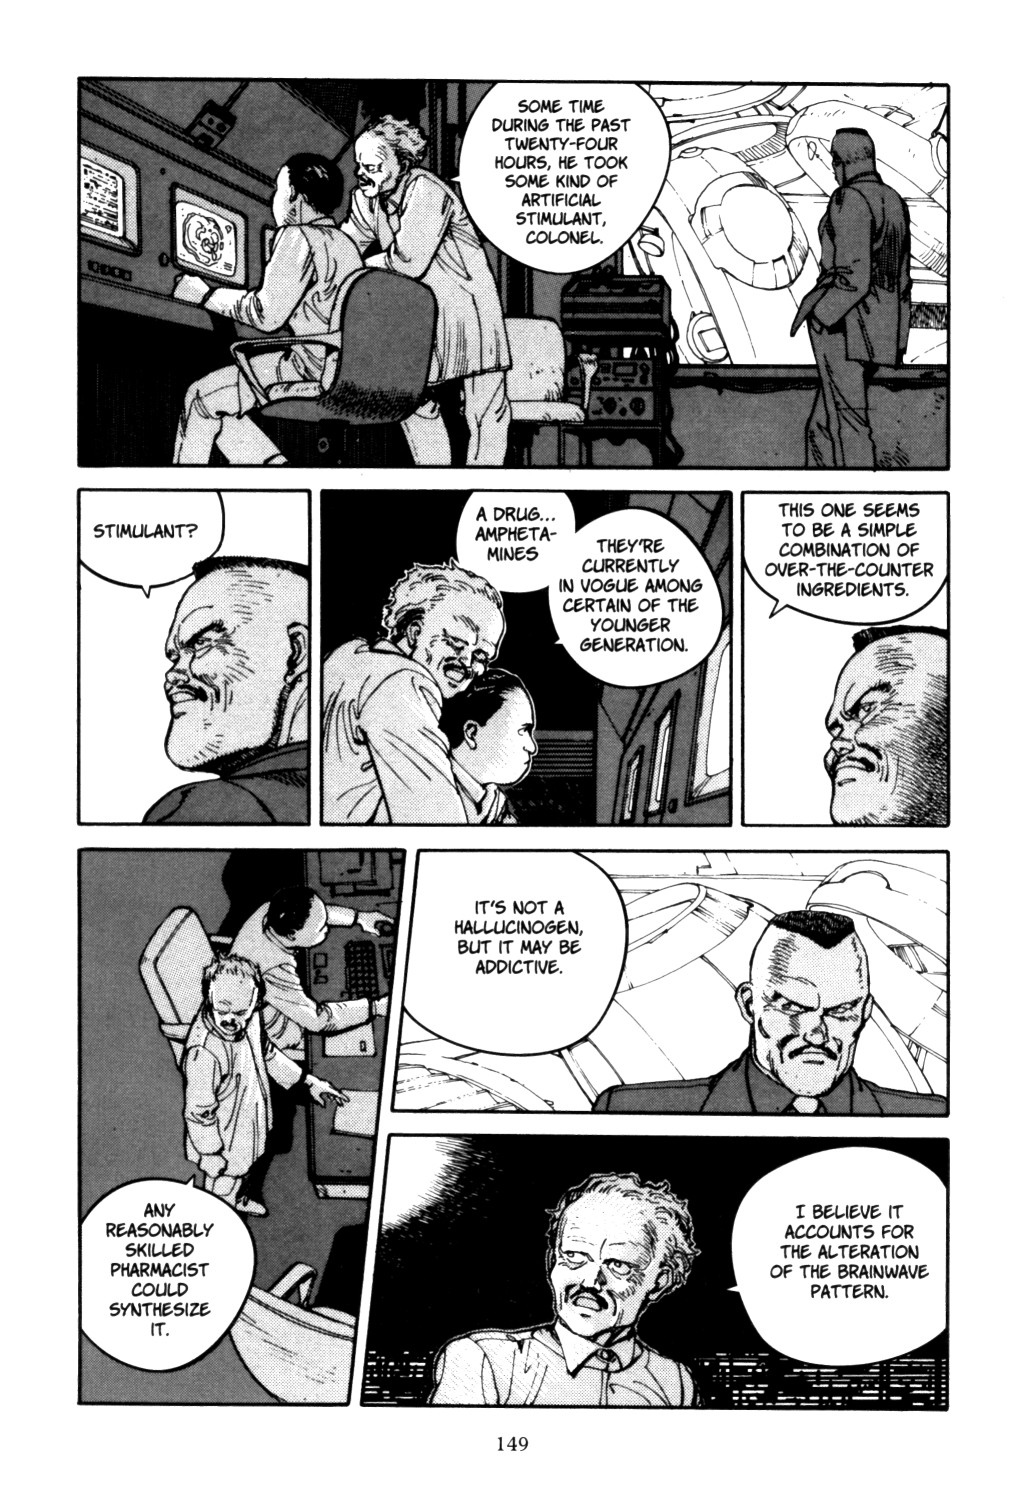 SOME TIME
DURING THE PAST
TWENTY-FOUR
HOURS, HE TOOK
SOME KIND OF
ARTIFICIAL
STIMULANT,
COLONEL.
STIMULANT?
A DRUG...
AMPHETA-
MINES
THEY'RE
CURRENTLY
IN VOGUE AMONG
CERTAIN OF THE
YOUNGER
GENERATION.
THIS ONE SEEMS
TO BE A SIMPLE
COMBINATION OF
OVER-THE-COUNTER
INGREDIENTS.
ANY
REASONABLY
SKILLED
PHARMACIST
COULD
SYNTHESIZE
IT.
IT'S NOT A
HALLUCINOGEN,
BUT IT MAY BE
ADDICTIVE.
I BELIEVE IT
ACCOUNTS FOR
THE ALTERATION
OF THE BRAINWAVE
PATTERN.
149